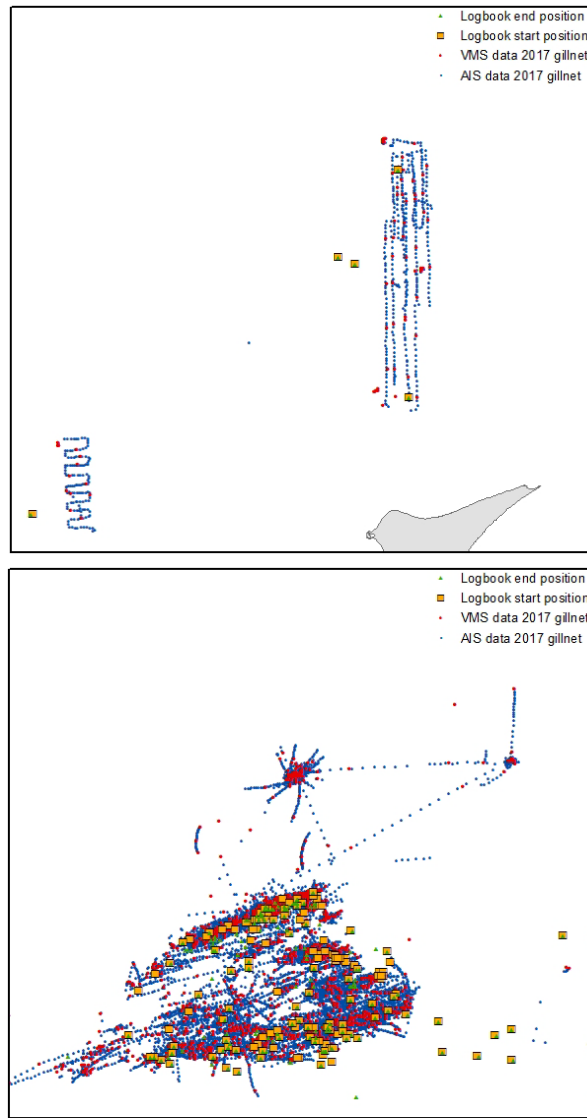 Logbook end position
Logbook start position
VMS data 2017 gillnet
AIS data 2017 gillnet
Logbook end position
Logbook start position
VMS data 2017 gillnet
AIS data 2017 gillnet